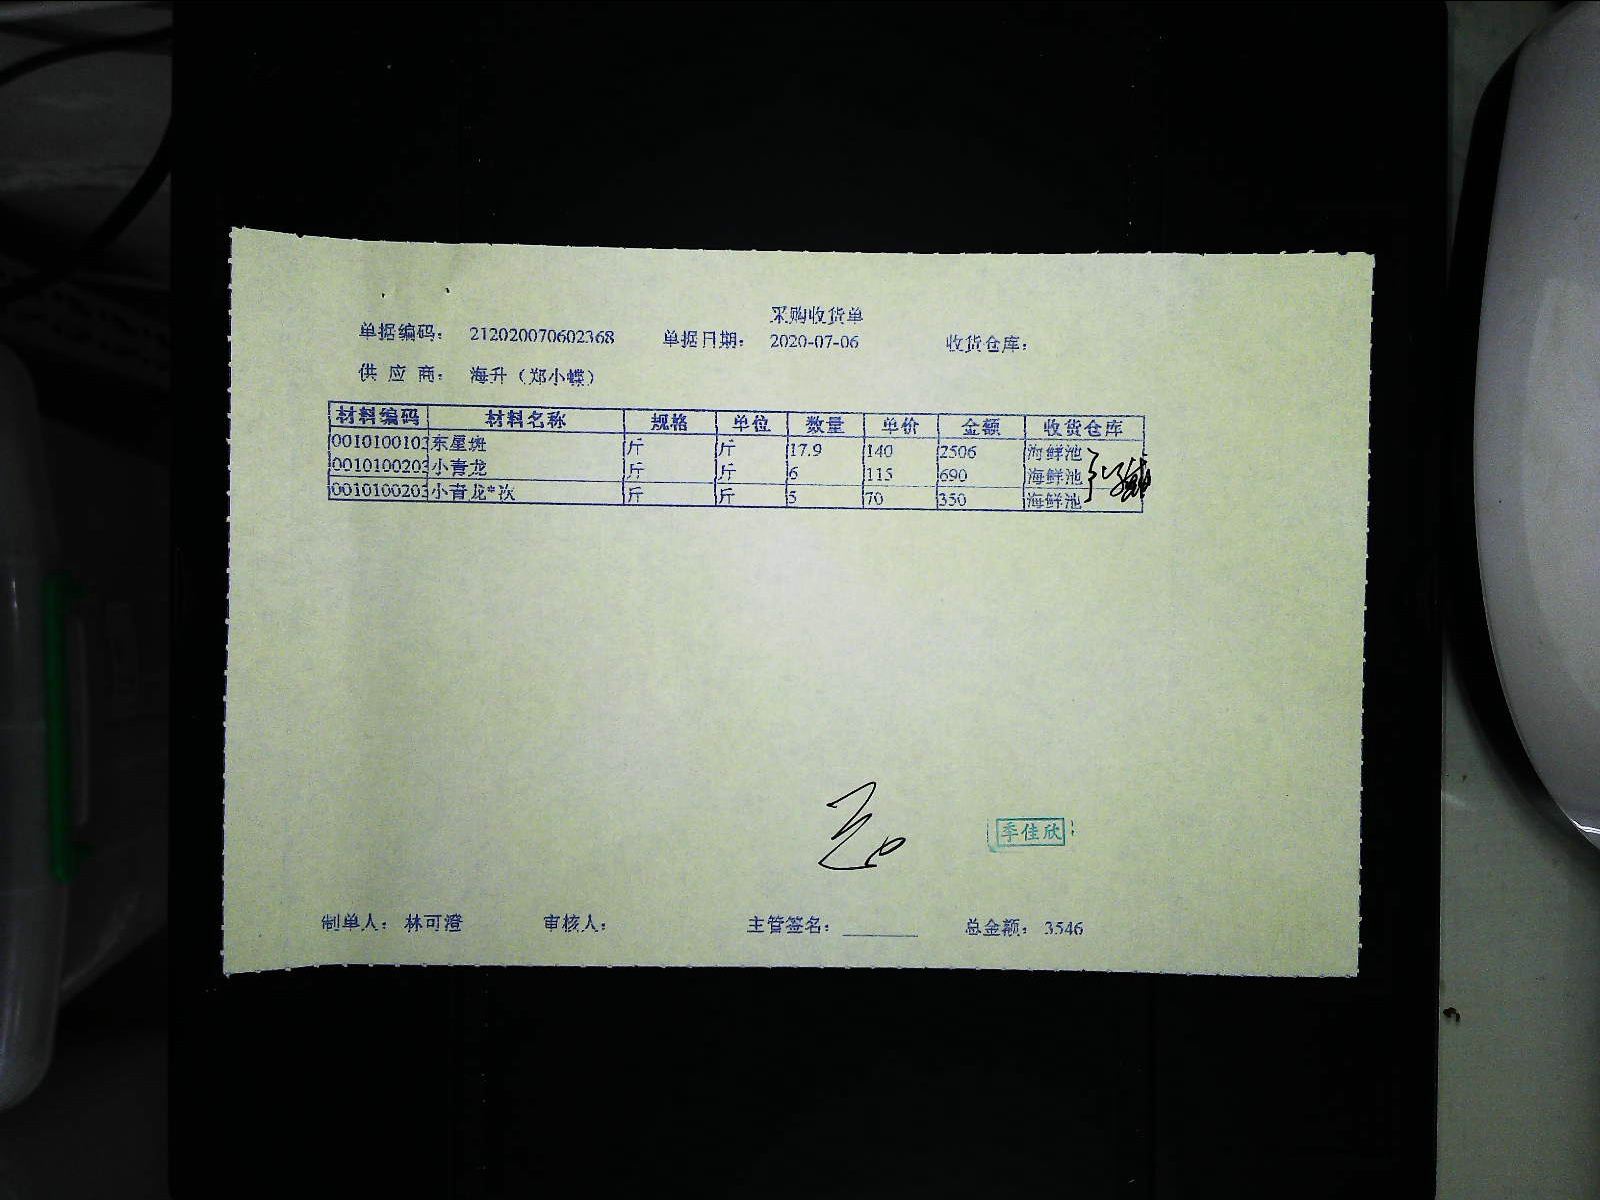 采购收货单
单据编码： 212020070602368 单据日期： 2020-07-06 收货仓库：
供 应 商： 海升（郑小蝶）
材料编码 材料名称 规格 单位 数量 单价 金额 收货仓库
0010100103 东星斑 斤 斤 17.9 140 2506 海鲜池
0010100203 小青龙 斤 斤 6 115 690 海鲜池
0010100203 小青龙*次 斤 斤 5 70 350 海鲜池
季佳欣
制单人： 林可澄 审核人： 主管签名： 总金额： 3546